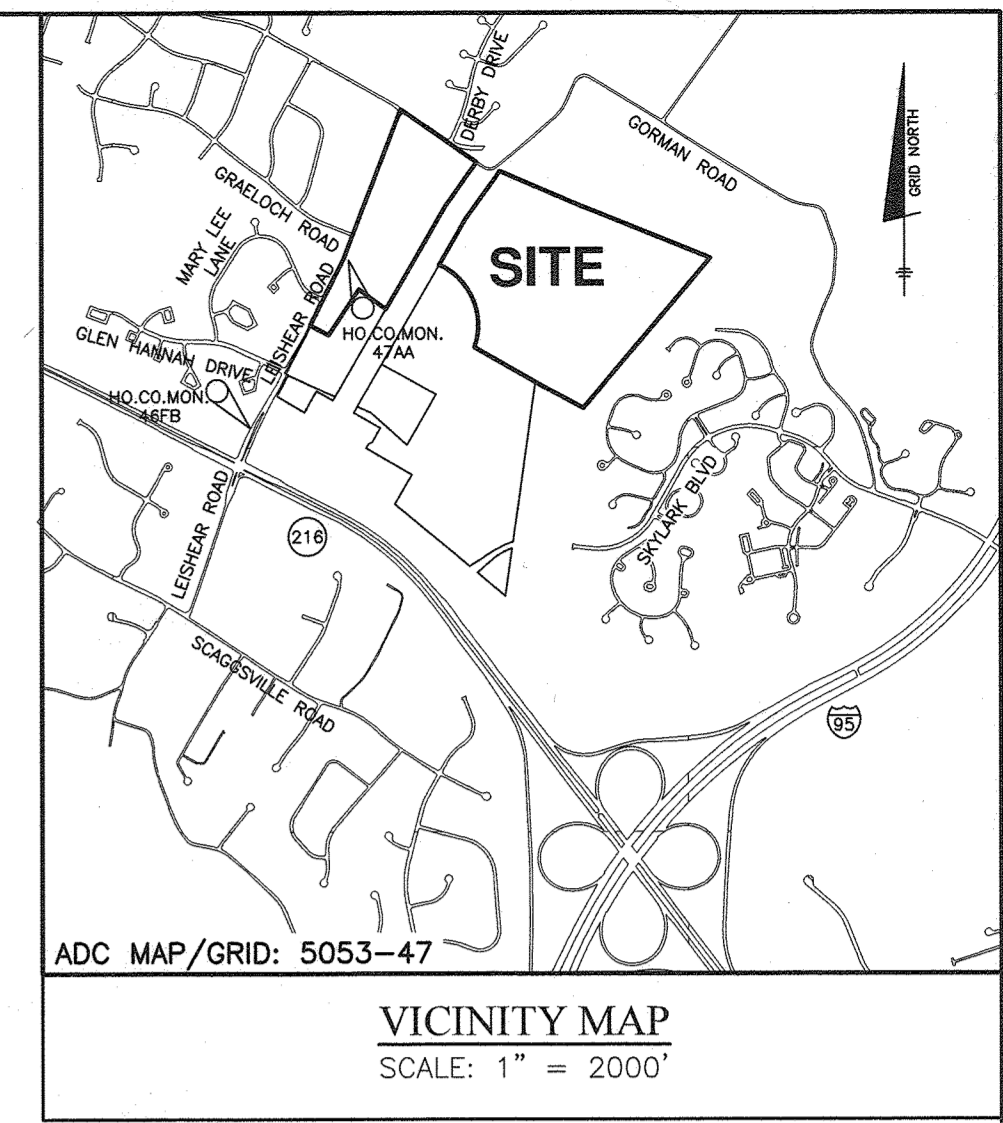 DERBY DRIVE
GORMAN ROAD
GRID NORTH
GRAELOCH ROAD
MARY LEE
LANE
SITE
LEISHEAR ROAD
HO.CO.MON.
47AA
GLEN HANNAH DRIVE
HO.CO.MON.
46FB
LEISHEAR ROAD
216
SKYLARK BLVD
SCAGGSVILLE ROAD
95
ADC MAP/GRID: 5053-47
VICINITY MAP
SCALE: 1" = 2000'